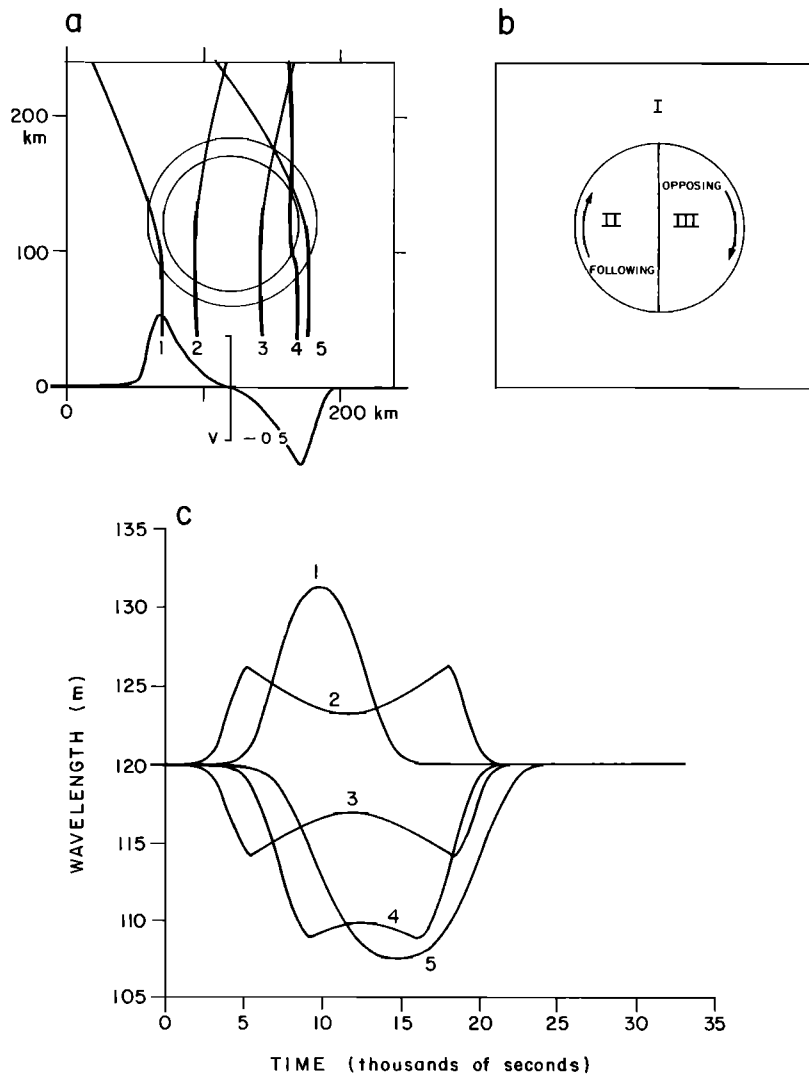 a
200
km
100
0
1 2 3 4 5
V -0 5
0 200 km
b
I
OPPOSING
II III
FOLLOWING
c
135
130
125
120
115
110
105
WAVELENGTH (m)
1
2
3
4
5
0 5 10 15 20 25 30 35
TIME (thousands of seconds)